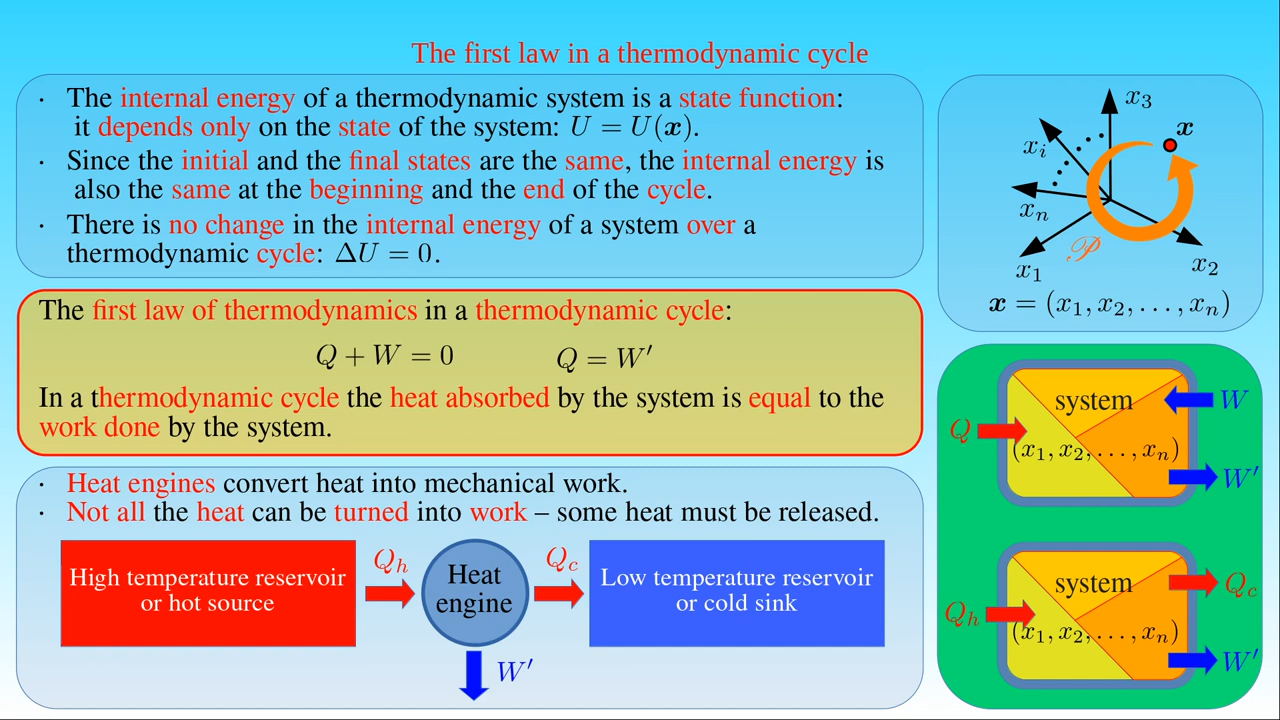 The first law in a thermodynamic cycle
· The internal energy of a thermodynamic system is a state function:
it depends only on the state of the system: U = U(x).
· Since the initial and the final states are the same, the internal energy is
also the same at the beginning and the end of the cycle.
· There is no change in the internal energy of a system over a
thermodynamic cycle: ΔU = 0.
The first law of thermodynamics in a thermodynamic cycle:
Q + W = 0 Q = W′
In a thermodynamic cycle the heat absorbed by the system is equal to the
work done by the system.
· Heat engines convert heat into mechanical work.
· Not all the heat can be turned into work – some heat must be released.
High temperature reservoir
or hot source
Q_h
Heat
engine
Q_c
Low temperature reservoir
or cold sink
W′
x_3
x
x_i
x_n
𝒫
x_1
x_2
x = (x_1, x_2, . . . , x_n)
system
W
Q
(x_1, x_2, . . . , x_n)
W′
system
Q_c
Q_h
(x_1, x_2, . . . , x_n)
W′